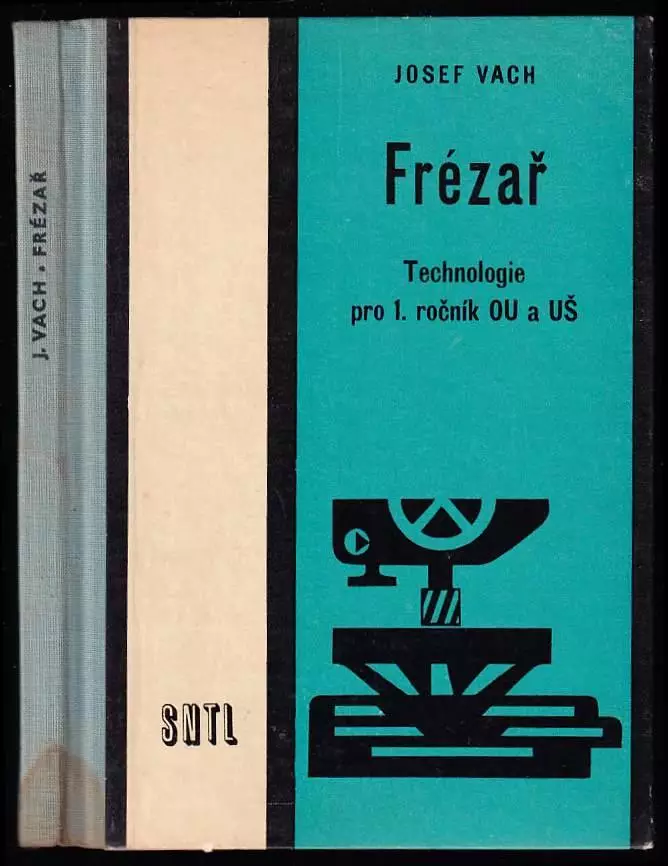 J. VACH • FRÉZAŘ
JOSEF VACH
Frézař
Technologie
pro 1. ročník OU a UŠ
SNTL